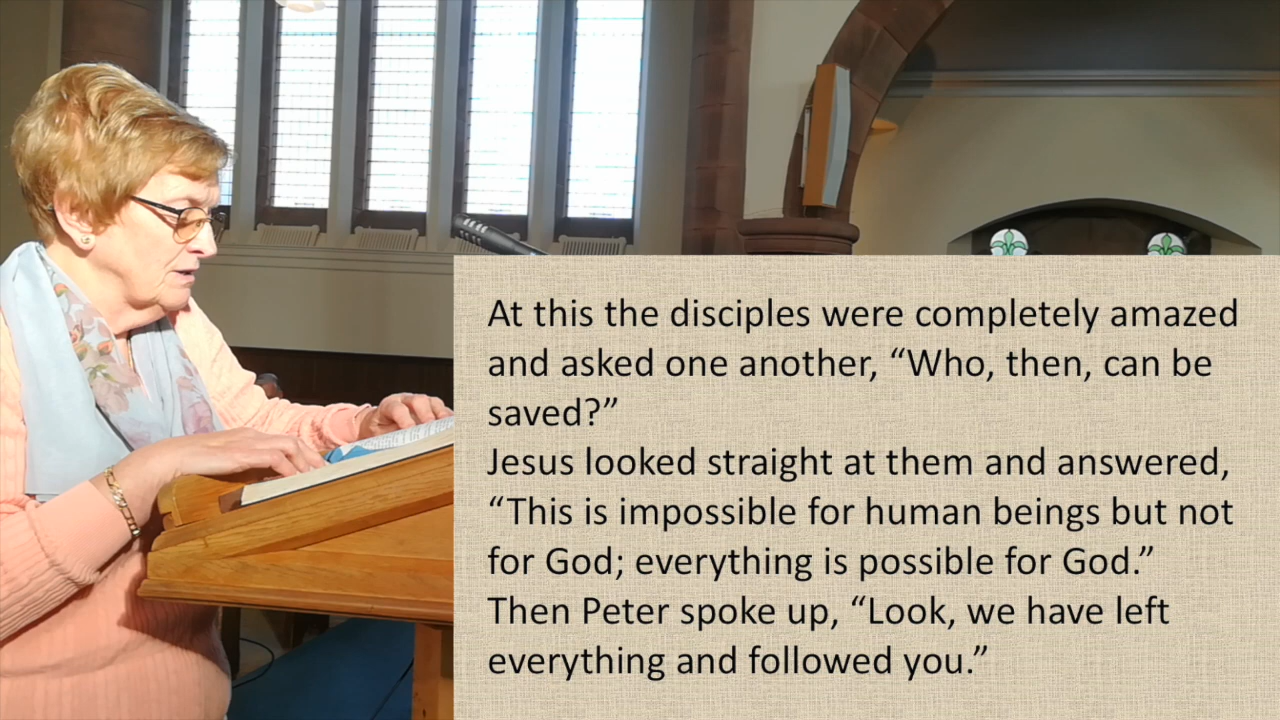 At this the disciples were completely amazed
and asked one another, “Who, then, can be
saved?”
Jesus looked straight at them and answered,
“This is impossible for human beings but not
for God; everything is possible for God.”
Then Peter spoke up, “Look, we have left
everything and followed you.”